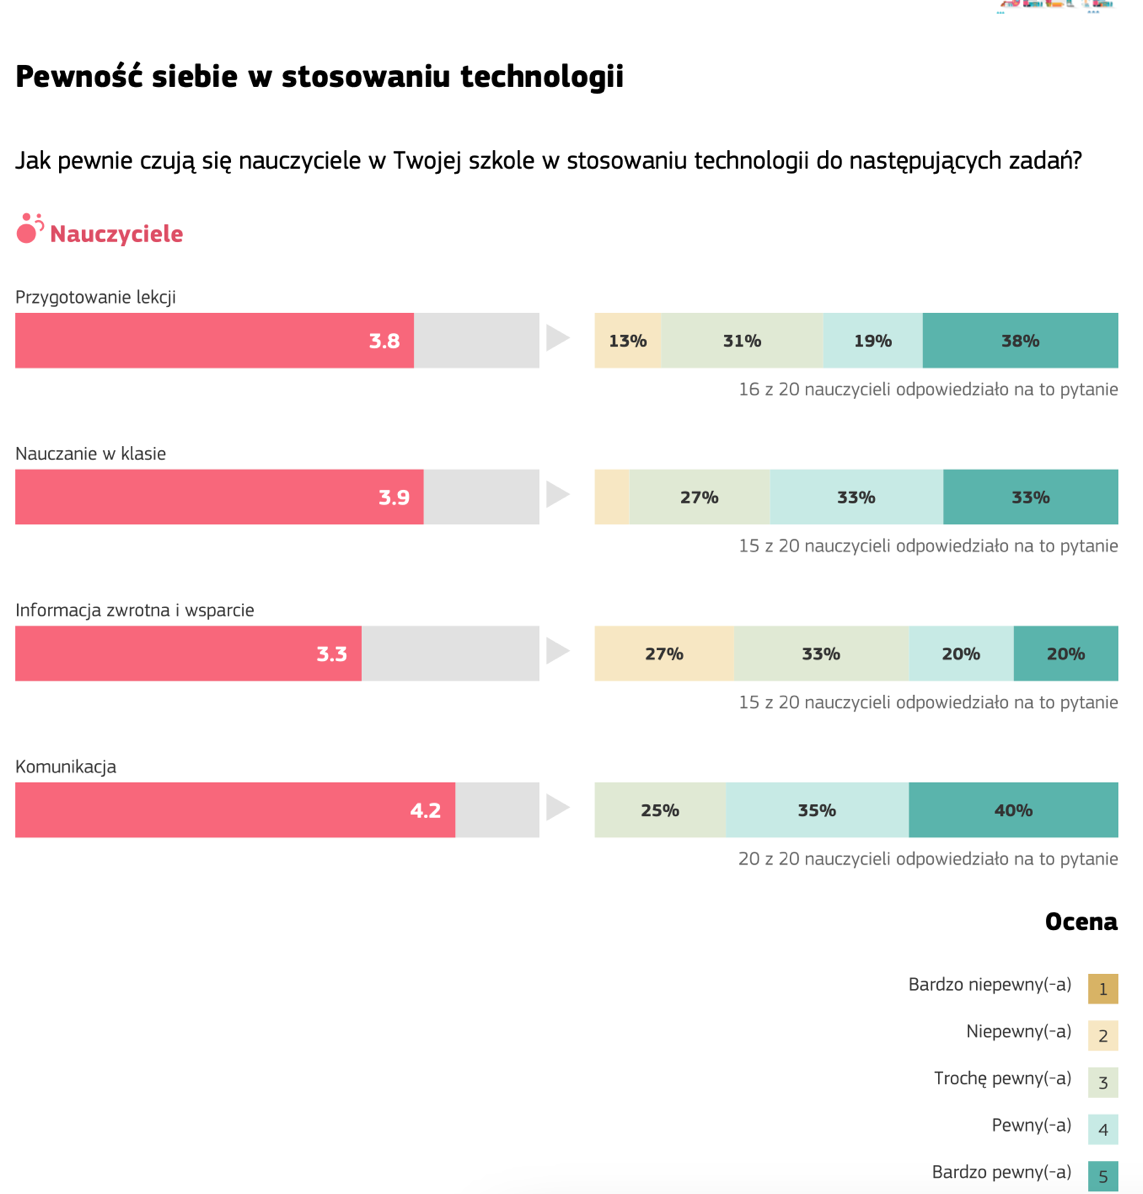 Pewność siebie w stosowaniu technologii
Jak pewnie czują się nauczyciele w Twojej szkole w stosowaniu technologii do następujących zadań?
Nauczyciele
Przygotowanie lekcji
3.8
13% 31% 19% 38%
16 z 20 nauczycieli odpowiedziało na to pytanie
Nauczanie w klasie
3.9
27% 33% 33%
15 z 20 nauczycieli odpowiedziało na to pytanie
Informacja zwrotna i wsparcie
3.3
27% 33% 20% 20%
15 z 20 nauczycieli odpowiedziało na to pytanie
Komunikacja
4.2
25% 35% 40%
20 z 20 nauczycieli odpowiedziało na to pytanie
Ocena
Bardzo niepewny(-a) 1
Niepewny(-a) 2
Trochę pewny(-a) 3
Pewny(-a) 4
Bardzo pewny(-a) 5